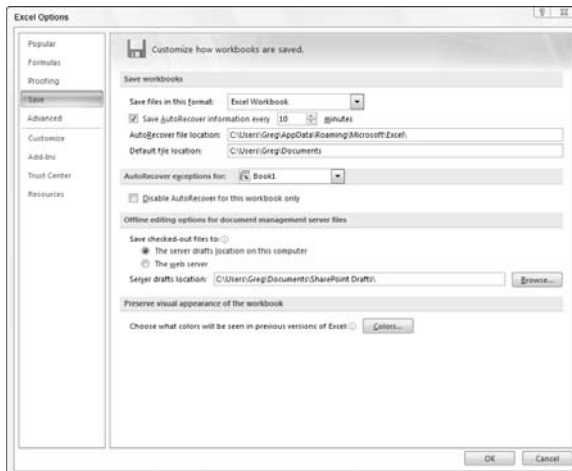 Excel Options
Popular
Formulas
Proofing
Save
Advanced
Customize
Add-Ins
Trust Center
Resources
Customize how workbooks are saved.
Save workbooks
Save files in this format: Excel Workbook
Save AutoRecover information every 10 minutes
AutoRecover file location: C:\Users\Greg\AppData\Roaming\Microsoft\Excel\
Default file location: C:\Users\Greg\Documents
AutoRecover exceptions for: Book1
Disable AutoRecover for this workbook only
Offline editing options for document management server files
Save checked-out files to:
The server drafts location on this computer
The web server
Server drafts location: C:\Users\Greg\Documents\SharePoint Drafts\ Browse...
Preserve visual appearance of the workbook
Choose what colors will be seen in previous versions of Excel: Colors...
OK Cancel